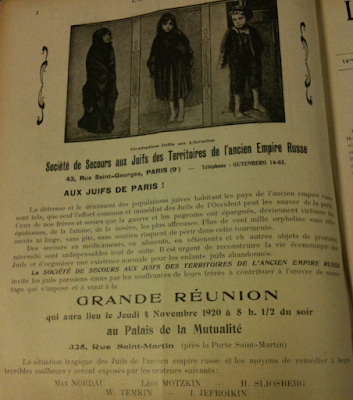 2
Orphelins juifs en Ukraine
Société de Secours aux Juifs des Territoires de l'ancien Empire Russe
43, Rue Saint-Georges, PARIS (9ᵉ) — Téléphone : GUTENBERG 14-65.
AUX JUIFS DE PARIS !
La détresse et le dénûment des populations juives habitant les pays de l'ancien empire russe
sont tels, que seul l'effort commun et immédiat des Juifs de l'Occident peut les sauver de la
Ceux de nos frères et sœurs que la guerre et les pogroms ont épargnés, deviennent victimes des
épidémies, de la famine, de la misère, les plus affreuses. Plus de cent mille orphelins sans
ments ni linge, sans gîte, sans soutien risquent de périr dans cette tourmente.
Des secours en médicaments, en aliments, en vêtements et en autres objets de première
nécessité sont indispensables tout de suite. Il est urgent de reconstruire la vie économique des
Juifs et d'organiser une existence normale pour les enfants juifs abandonnés.
La SOCIÉTÉ DE SECOURS AUX JUIFS DES TERRITOIRES DE L'ANCIEN EMPIRE RUSSE
invite les juifs parisiens émus par les souffrances de leurs frères à contribuer à l'œuvre de
tage qui s'impose et à venir à la
GRANDE RÉUNION
qui aura lieu le Jeudi 4 Novembre 1920 à 8 h. 1/2 du soir
au Palais de la Mutualité
325, Rue Saint-Martin (près la Porte Saint-Martin)
La situation tragique des Juifs de l'ancien empire russe et les moyens de remédier à leurs
terribles malheurs y seront exposés par les orateurs suivants :
Max NORDAU — Léon MOTZKIN — H. SLIOSBERG
W. TEMKIN — I. JEFROIKIN